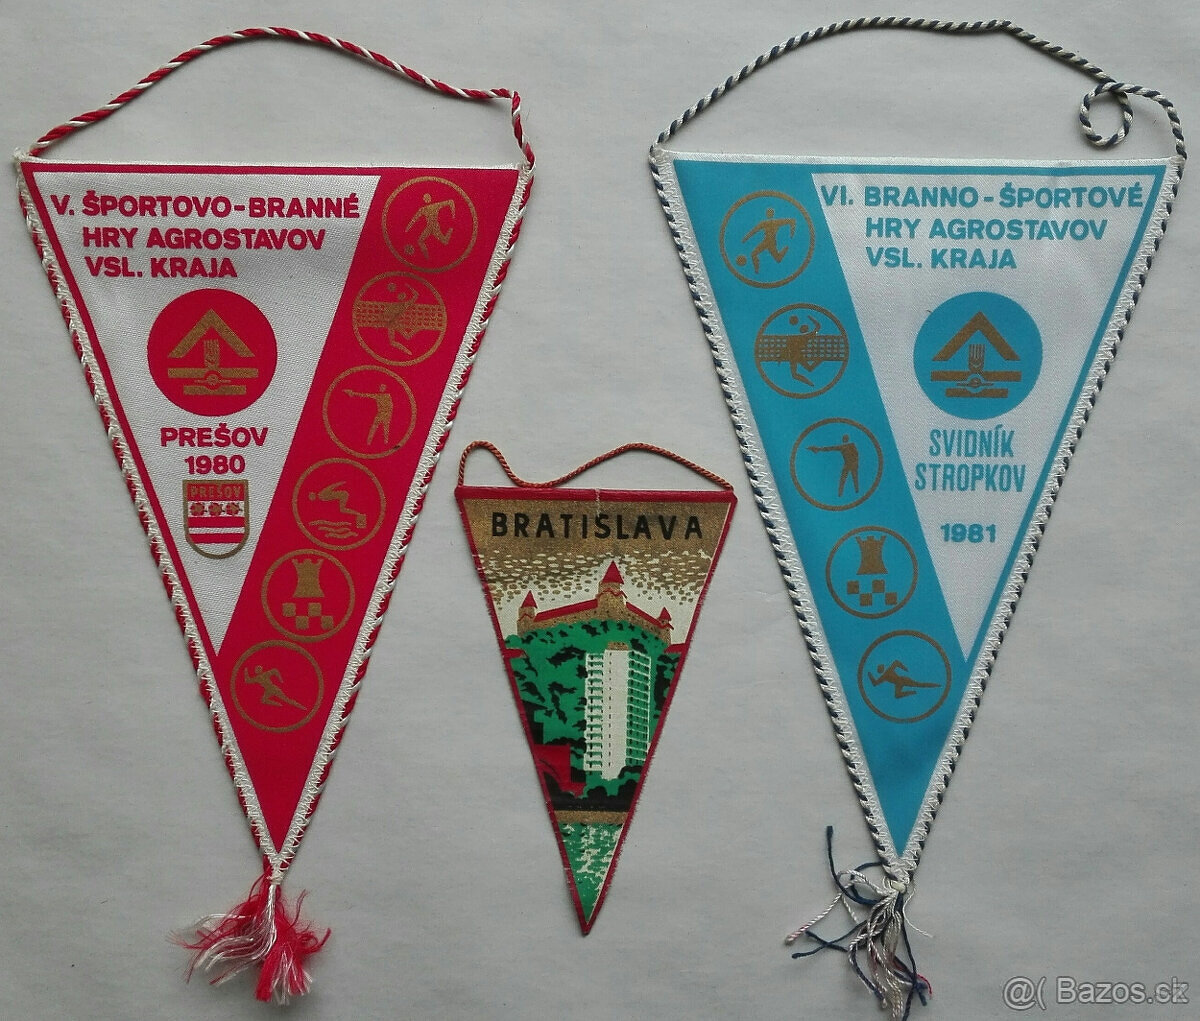 V. ŠPORTOVO-BRANNÉ
HRY AGROSTAVOV
VSL. KRAJA
PREŠOV
1980
PREŠOV
BRATISLAVA
VI. BRANNO-ŠPORTOVÉ
HRY AGROSTAVOV
VSL. KRAJA
SVIDNÍK
STROPKOV
1981
@( Bazos.sk